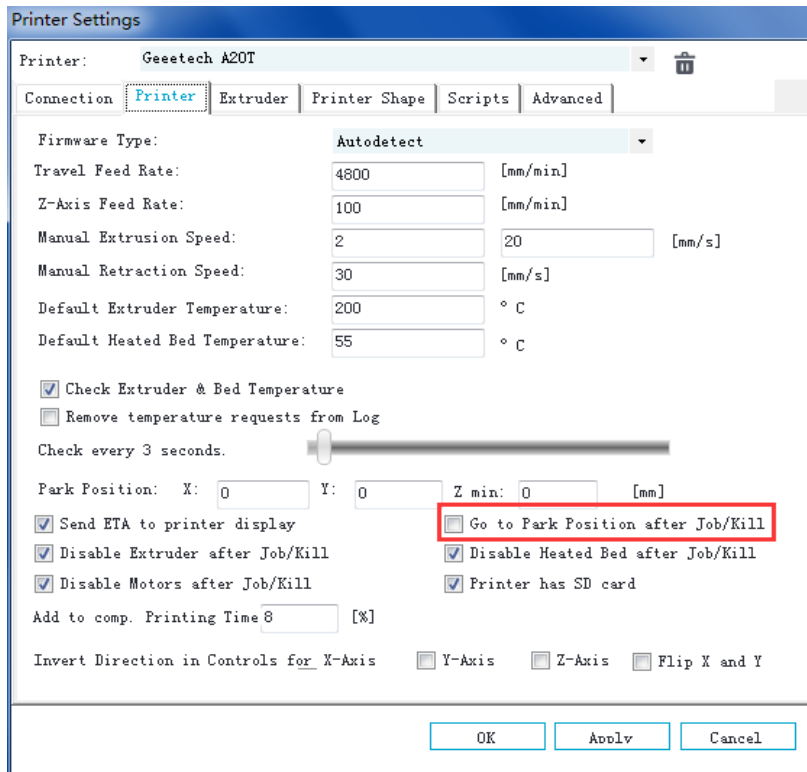 Printer Settings
Printer: Geeetech A20T
Connection Printer Extruder Printer Shape Scripts Advanced
Firmware Type: Autodetect
Travel Feed Rate: 4800 [mm/min]
Z-Axis Feed Rate: 100 [mm/min]
Manual Extrusion Speed: 2 20 [mm/s]
Manual Retraction Speed: 30 [mm/s]
Default Extruder Temperature: 200 ° C
Default Heated Bed Temperature: 55 ° C
Check Extruder & Bed Temperature
Remove temperature requests from Log
Check every 3 seconds.
Park Position: X: 0 Y: 0 Z min: 0 [mm]
Send ETA to printer display Go to Park Position after Job/Kill
Disable Extruder after Job/Kill Disable Heated Bed after Job/Kill
Disable Motors after Job/Kill Printer has SD card
Add to comp. Printing Time 8 [%]
Invert Direction in Controls for X-Axis Y-Axis Z-Axis Flip X and Y
OK Apply Cancel